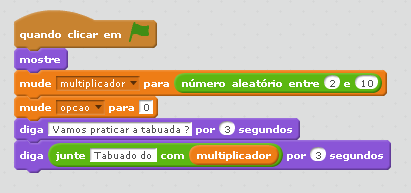 quando clicar em
mostre
mude multiplicador para número aleatório entre 2 e 10
mude opcao para 0
diga Vamos praticar a tabuada ? por 3 segundos
diga junte Tabuado do com multiplicador por 3 segundos